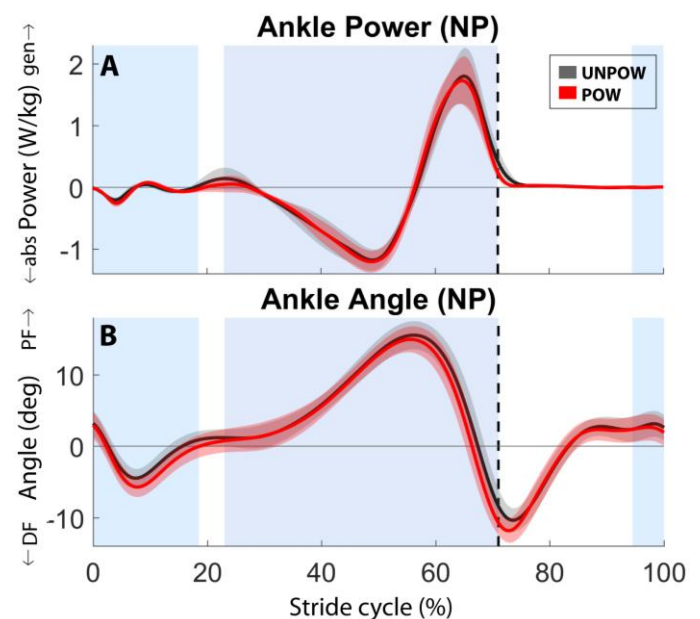 Ankle Power (NP)
A
UNPOW
POW
←abs Power (W/kg) gen→
2
1
0
-1
Ankle Angle (NP)
B
← DF Angle (deg) PF→
10
0
-10
0 20 40 60 80 100
Stride cycle (%)